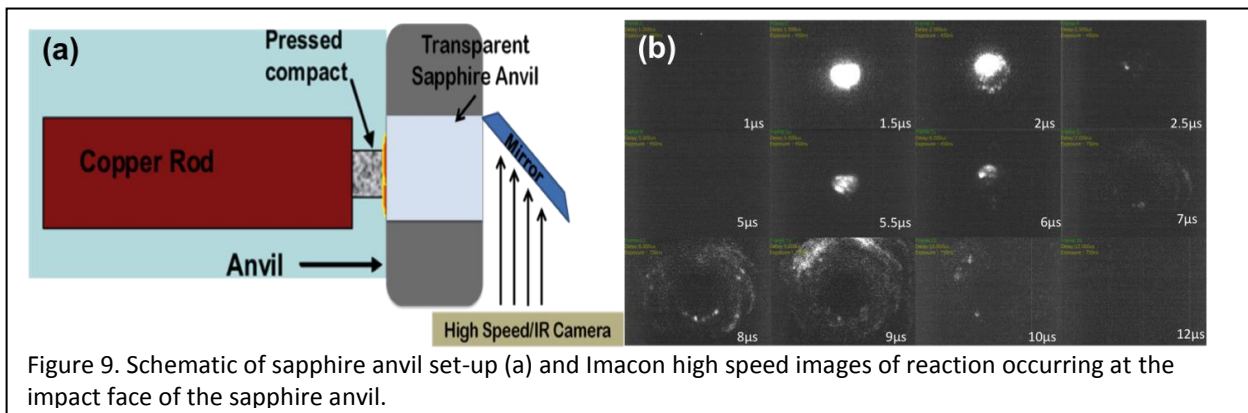 (a)
Pressed
compact
Transparent
Sapphire Anvil
Copper Rod
Mirror
Anvil
High Speed/IR Camera
(b)
1µs
1.5µs
2µs
2.5µs
5µs
5.5µs
6µs
7µs
8µs
9µs
10µs
12µs
Figure 9. Schematic of sapphire anvil set-up (a) and Imacon high speed images of reaction occurring at the
impact face of the sapphire anvil.